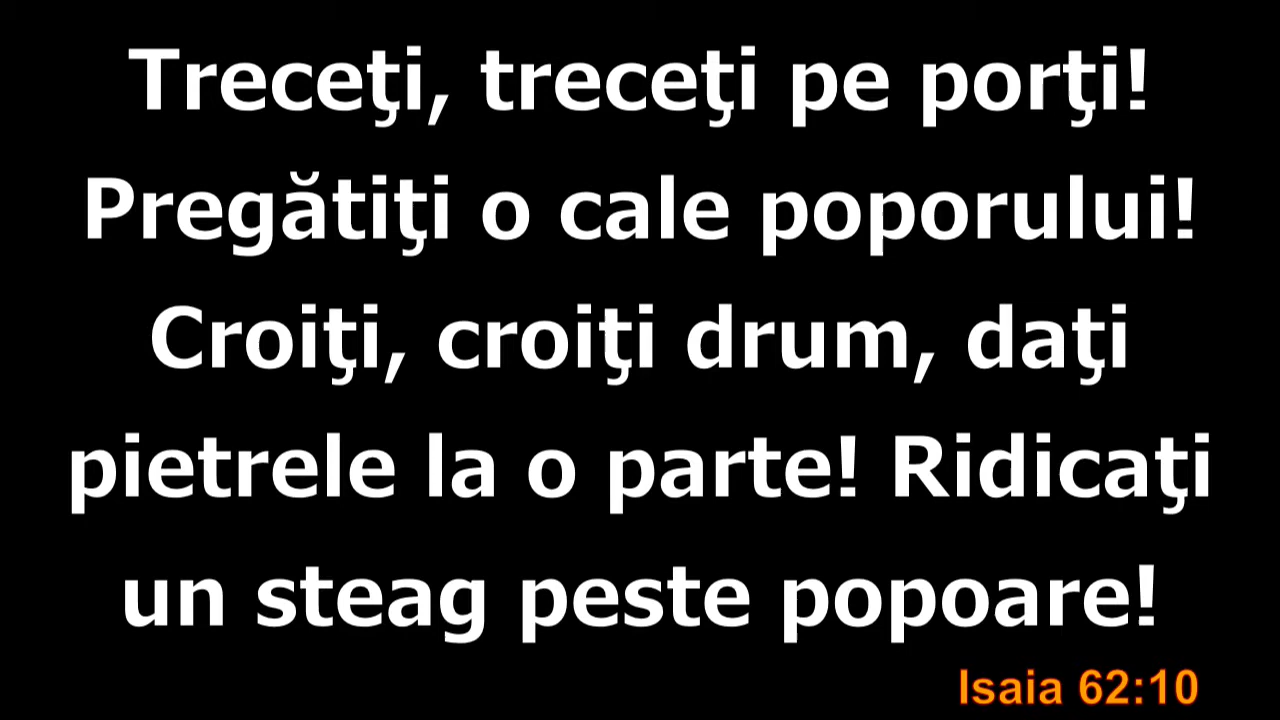 Treceţi, treceţi pe porţi!
Pregătiţi o cale poporului!
Croiţi, croiţi drum, daţi
pietrele la o parte! Ridicaţi
un steag peste popoare!
Isaia 62:10